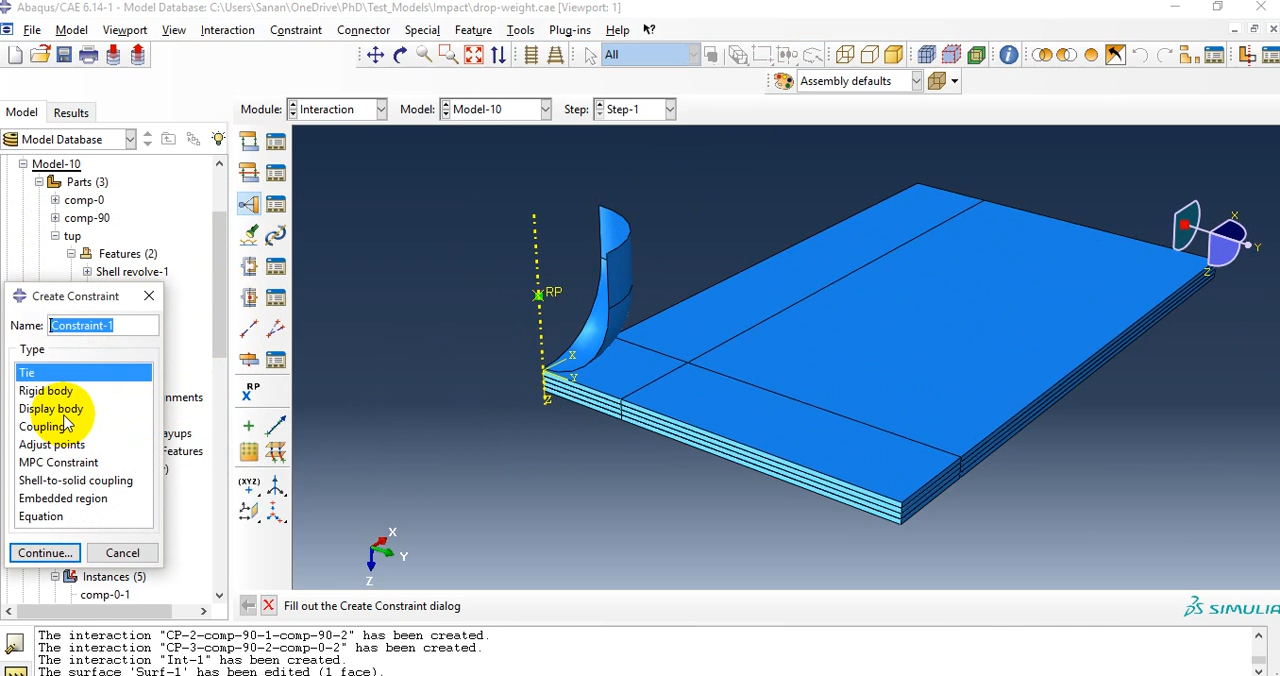 Abaqus/CAE 6.14-1 - Model Database: C:\Users\Sanan\OneDrive\PhD\Test_Models\Impact\drop-weight.cae [Viewport: 1]
File Model Viewport View Interaction Constraint Connector Special Feature Tools Plug-ins Help
All
Assembly defaults
Model Results
Module: Interaction Model: Model-10 Step: Step-1
Model Database
Model-10
Parts (3)
comp-0
comp-90
top
Features (2)
Shell revolve-1
Create Constraint
Name: Constraint-1
Type
Tie
Rigid body
Display body
Coupling
Adjust points
MPC Constraint
Shell-to-solid coupling
Embedded region
Equation
Continue... Cancel
Instances (5)
comp-0-1
RP
(XYZ)
RP
X
Y
Z
X
Y
Z
X
Y
Z
Fill out the Create Constraint dialog
SIMULIA
The interaction "CP-2-comp-90-1-comp-90-2" has been created.
The interaction "CP-3-comp-90-2-comp-0-2" has been created.
The interaction "Int-1" has been created.
The surface 'Surf-1' has been edited (1 face).